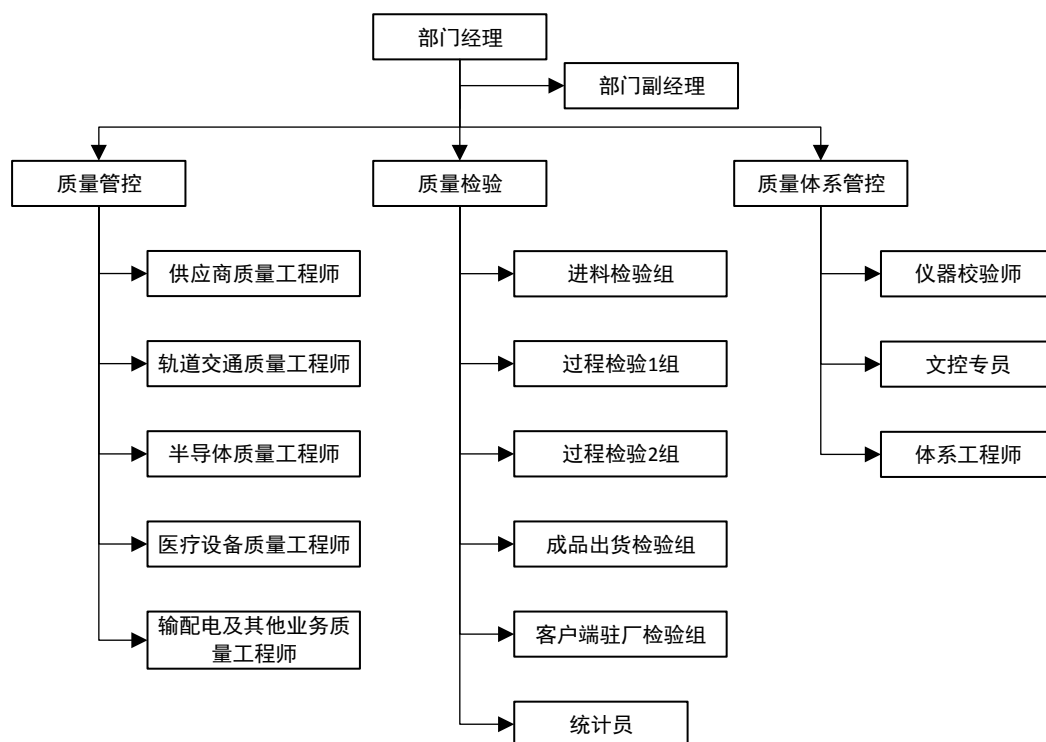 部门经理
部门副经理
质量管控
质量检验
质量体系管控
供应商质量工程师
进料检验组
仪器校验师
轨道交通质量工程师
过程检验1组
文控专员
半导体质量工程师
过程检验2组
体系工程师
医疗设备质量工程师
成品出货检验组
输配电及其他业务质
量工程师
客户端驻厂检验组
统计员